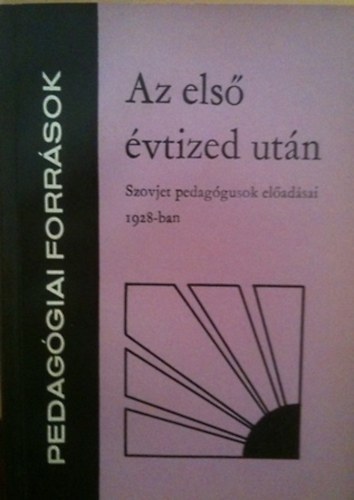 PEDAGÓGIAI FORRÁSOK
Az első
évtized után
Szovjet pedagógusok előadásai
1928-ban